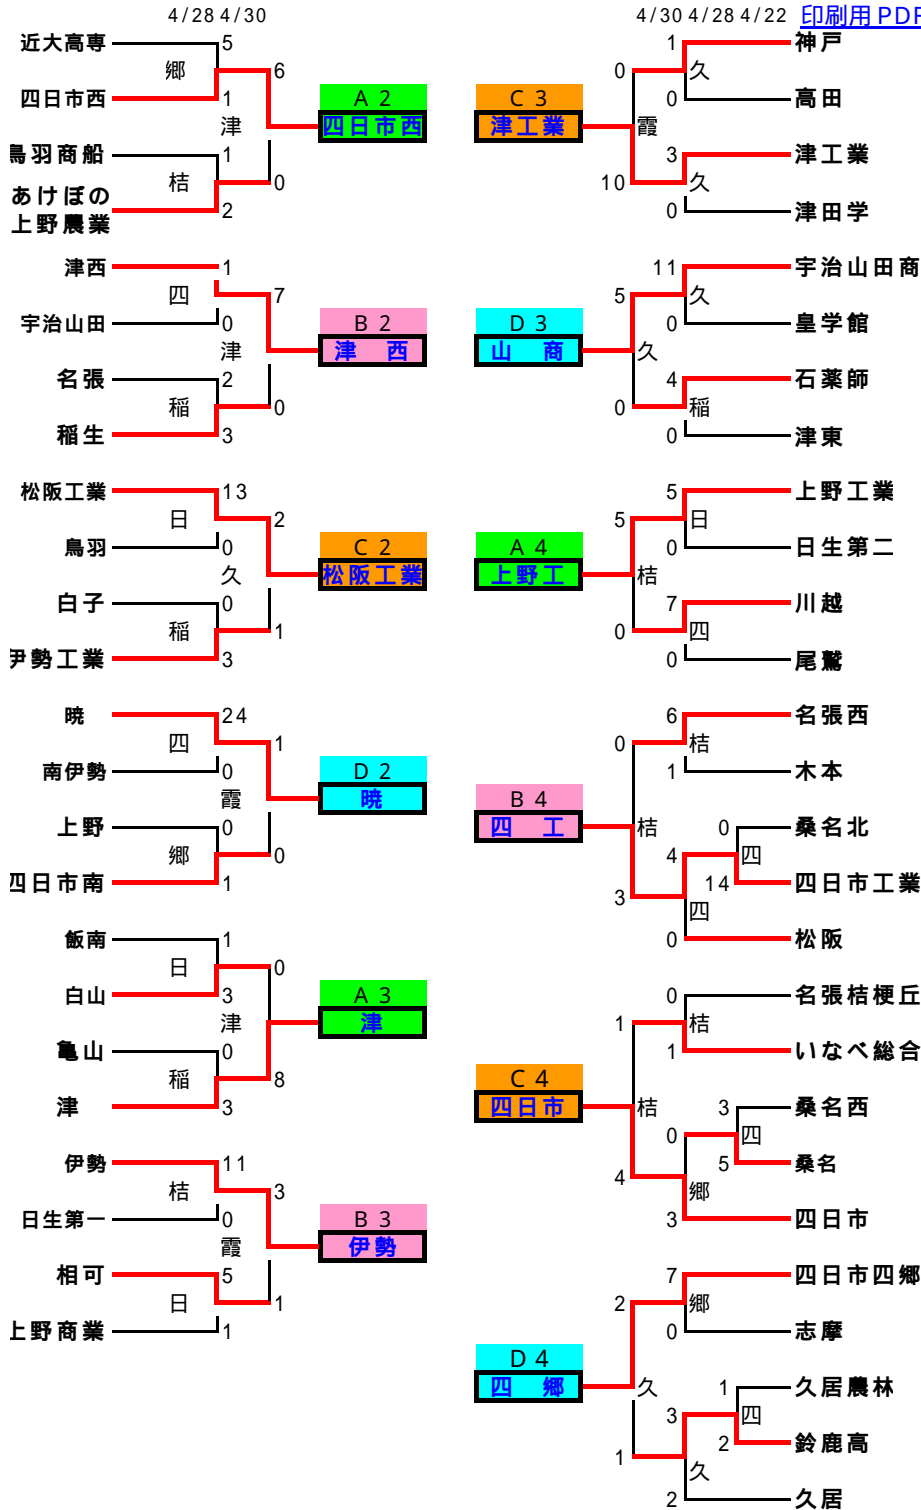 4/28 4/30
近大高専
5
郷
6
四日市西
1
A 2
四日市西
津
鳥羽商船
1
桔
0
あけぼの
上野農業
2
津西
1
四
7
宇治山田
0
B 2
津　西
津
名張
2
稲
0
稲生
3
松阪工業
13
日
2
鳥羽
0
C 2
松阪工業
久
白子
0
稲
1
伊勢工業
3
暁
24
四
1
南伊勢
0
D 2
暁
霞
上野
0
郷
0
四日市南
1
飯南
1
日
0
白山
3
A 3
津
津
亀山
0
稲
8
津
3
伊勢
11
桔
3
日生第一
0
B 3
伊勢
霞
相可
5
日
1
上野商業
1
4/30 4/28 4/22
印刷用 PDF
1
神戸
0
久
0
高田
C 3
津工業
霞
3
津工業
10
久
0
津田学
11
宇治山田商
5
久
0
皇学館
D 3
山　商
久
4
石薬師
0
稲
0
津東
5
上野工業
5
日
0
日生第二
A 4
上野工
桔
7
川越
0
四
0
尾鷲
6
名張西
0
桔
1
木本
B 4
四　工
桔
0
桑名北
4
四
14
四日市工業
3
四
0
松阪
0
名張桔梗丘
1
桔
1
いなべ総合
C 4
四日市
桔
3
桑名西
0
四
5
桑名
4
郷
3
四日市
7
四日市四郷
2
郷
0
志摩
D 4
四　郷
久
1
久居農林
3
四
2
鈴鹿高
1
久
2
久居